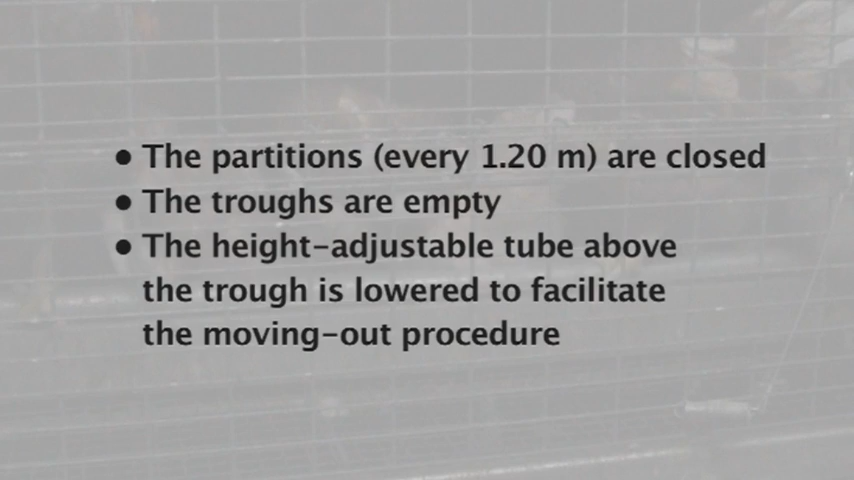 • The partitions (every 1.20 m) are closed
• The troughs are empty
• The height-adjustable tube above
the trough is lowered to facilitate
the moving-out procedure